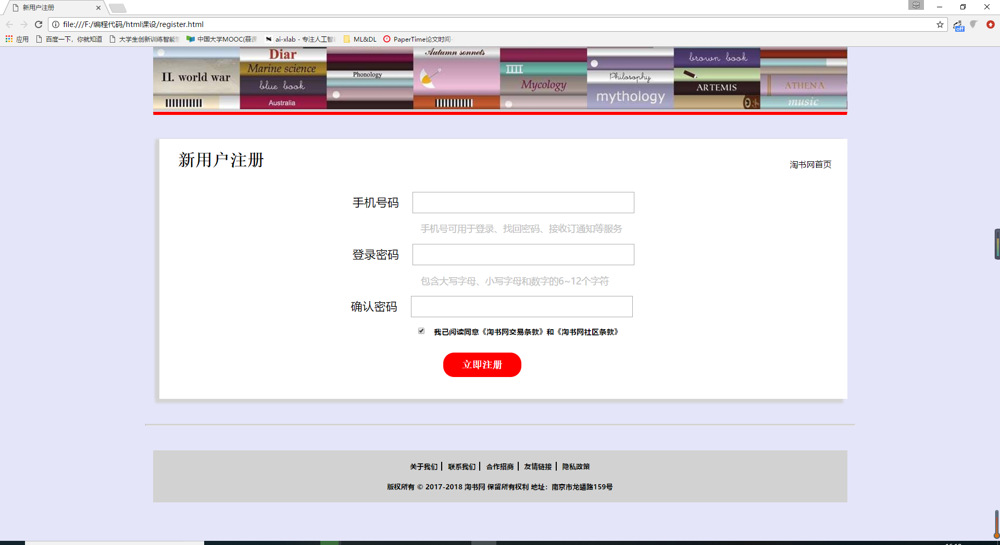 新用户注册
您
file:///F:/编程代码/html课设/register.html
off
应用 百度一下，你就知道 大学生创新训练智能 中国大学MOOC(慕课 ai-xlab - 专注人工智 ML&DL PaperTime论文时间-
II. world war
Diar
Marine science
blue book
Australia
Phonology
Autumn sonnets
IIII
Mycology
Philosophy
mythology
brown book
ARTEMIS
ATHENA
music
新用户注册
淘书网首页
手机号码
手机号可用于登录、找回密码、接收订通知等服务
登录密码
包含大写字母、小写字母和数字的6~12个字符
确认密码
我已阅读同意《淘书网交易条款》和《淘书网社区条款》
立即注册
关于我们 | 联系我们 | 合作招商 | 友情链接 | 隐私政策
版权所有 © 2017-2018 淘书网 保留所有权利 地址：南京市龙蟠路159号